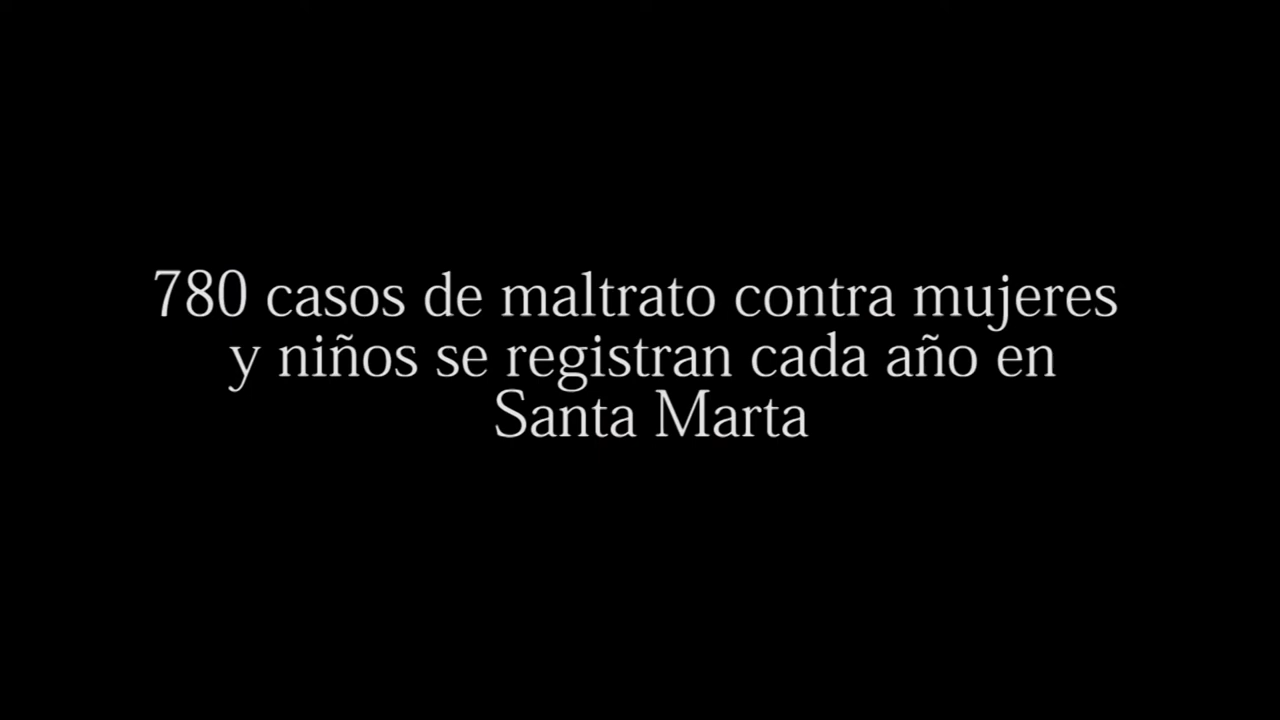 780 casos de maltrato contra mujeres
y niños se registran cada año en
Santa Marta